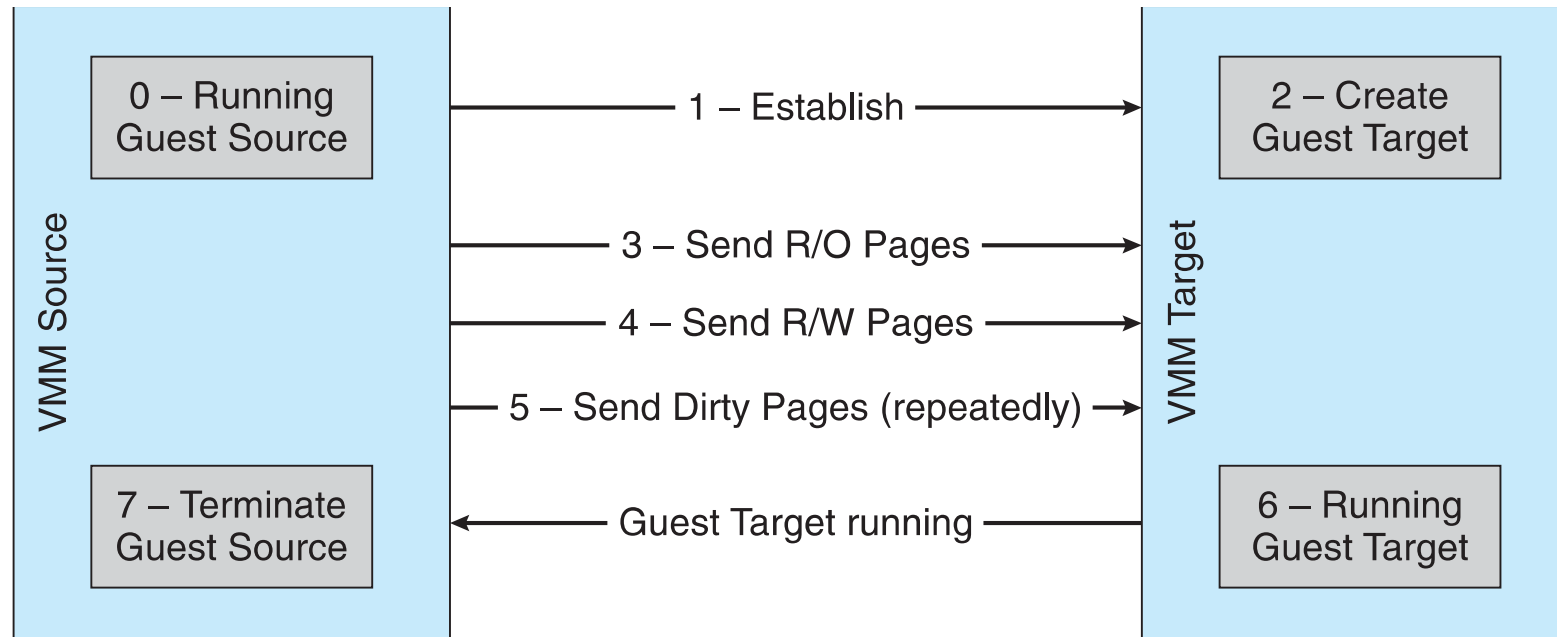 0 – Running
Guest Source
1 – Establish
2 – Create
Guest Target
VMM Source
3 – Send R/O Pages
4 – Send R/W Pages
5 – Send Dirty Pages (repeatedly)
VMM Target
7 – Terminate
Guest Source
Guest Target running
6 – Running
Guest Target